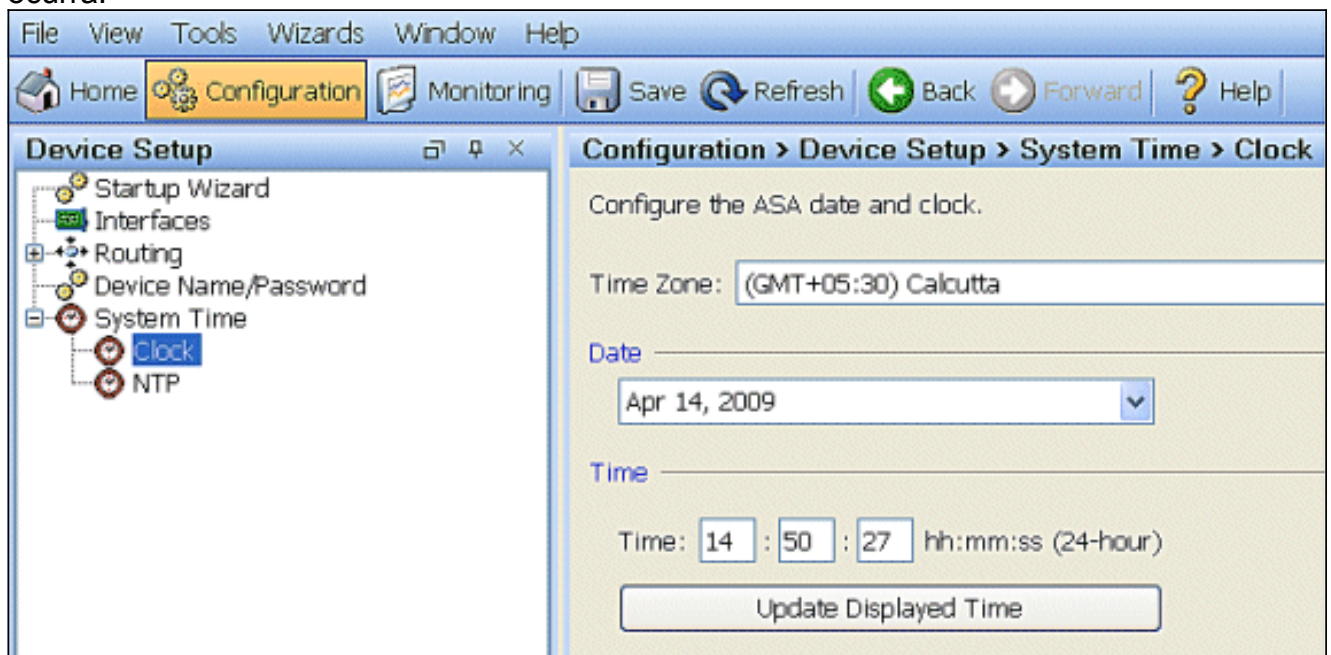 ocurra.
File View Tools Wizards Window Help
Home Configuration Monitoring Save Refresh Back Forward Help
Device Setup
Startup Wizard
Interfaces
Routing
Device Name/Password
System Time
Clock
NTP
Configuration > Device Setup > System Time > Clock
Configure the ASA date and clock.
Time Zone: (GMT+05:30) Calcutta
Date
Apr 14, 2009
Time
Time: 14 : 50 : 27 hh:mm:ss (24-hour)
Update Displayed Time